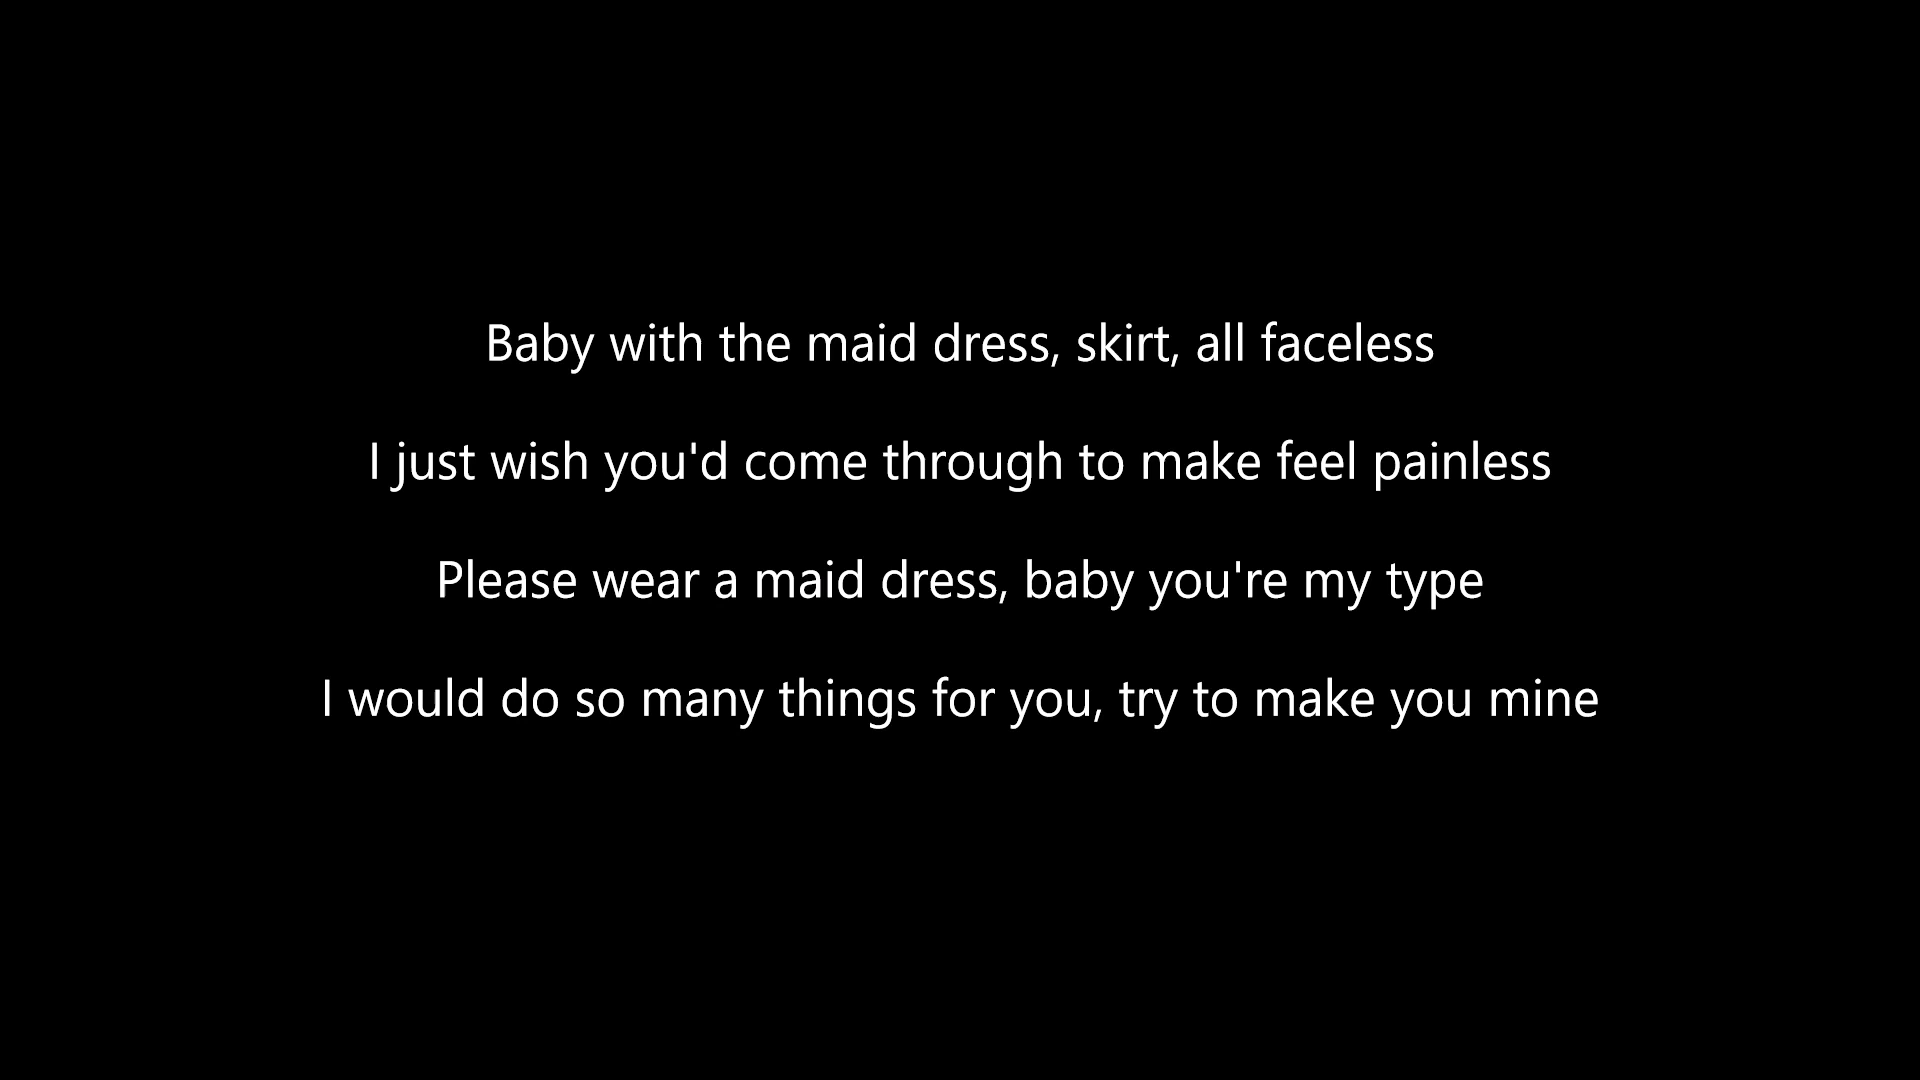 Baby with the maid dress, skirt, all faceless
I just wish you'd come through to make feel painless
Please wear a maid dress, baby you're my type
I would do so many things for you, try to make you mine